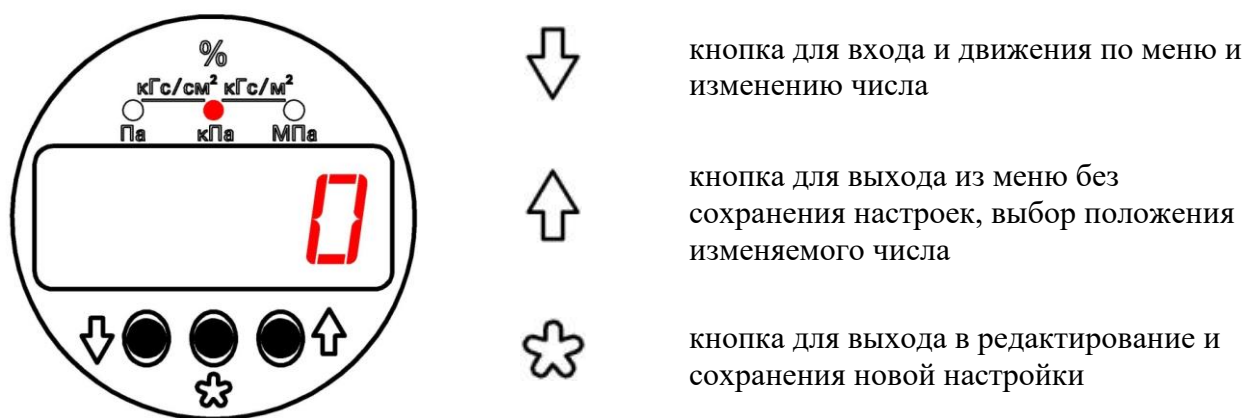 %
кГс/см² кГс/м²
Па кПа МПа
0
кнопка для входа и движения по меню и
изменению числа
кнопка для выхода из меню без
сохранения настроек, выбор положения
изменяемого числа
кнопка для выхода в редактирование и
сохранения новой настройки